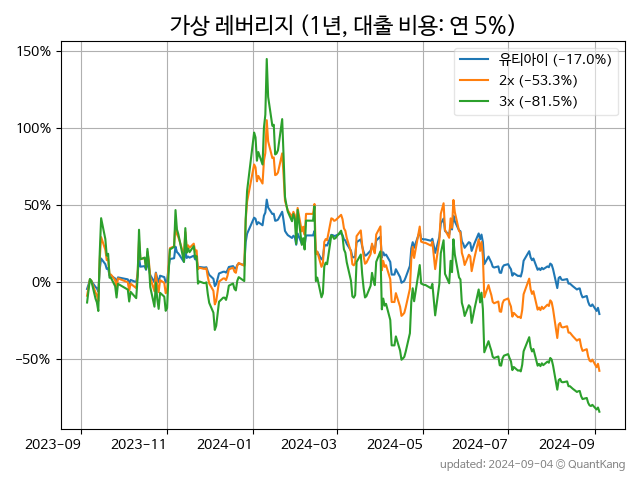 가상 레버리지 (1년, 대출 비용: 연 5%)
150%
100%
50%
0%
−50%
유티아이 (-17.0%)
2x (-53.3%)
3x (-81.5%)
2023-09
2023-11
2024-01
2024-03
2024-05
2024-07
2024-09
updated: 2024-09-04 © QuantKang